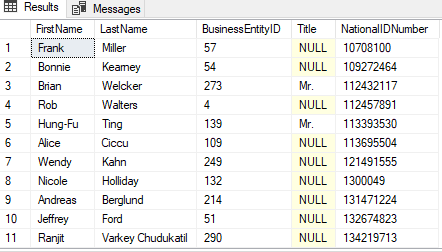 Results Messages
FirstName LastName BusinessEntityID Title NationalIDNumber
1 Frank Miller 57 NULL 10708100
2 Bonnie Kearney 54 NULL 109272464
3 Brian Welcker 273 Mr. 112432117
4 Rob Walters 4 NULL 112457891
5 Hung-Fu Ting 139 Mr. 113393530
6 Alice Ciccu 109 NULL 113695504
7 Wendy Kahn 249 NULL 121491555
8 Nicole Holliday 132 NULL 1300049
9 Andreas Berglund 214 NULL 131471224
10 Jeffrey Ford 51 NULL 132674823
11 Ranjit Varkey Chudukatil 290 NULL 134219713